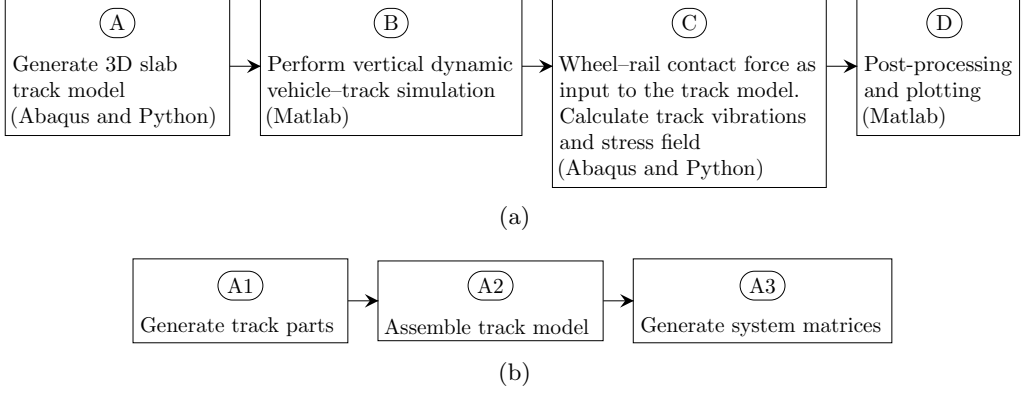 A
Generate 3D slab
track model
(Abaqus and Python)
B
Perform vertical dynamic
vehicle–track simulation
(Matlab)
C
Wheel–rail contact force as
input to the track model.
Calculate track vibrations
and stress field
(Abaqus and Python)
D
Post-processing
and plotting
(Matlab)
(a)
A1
Generate track parts
A2
Assemble track model
A3
Generate system matrices
(b)